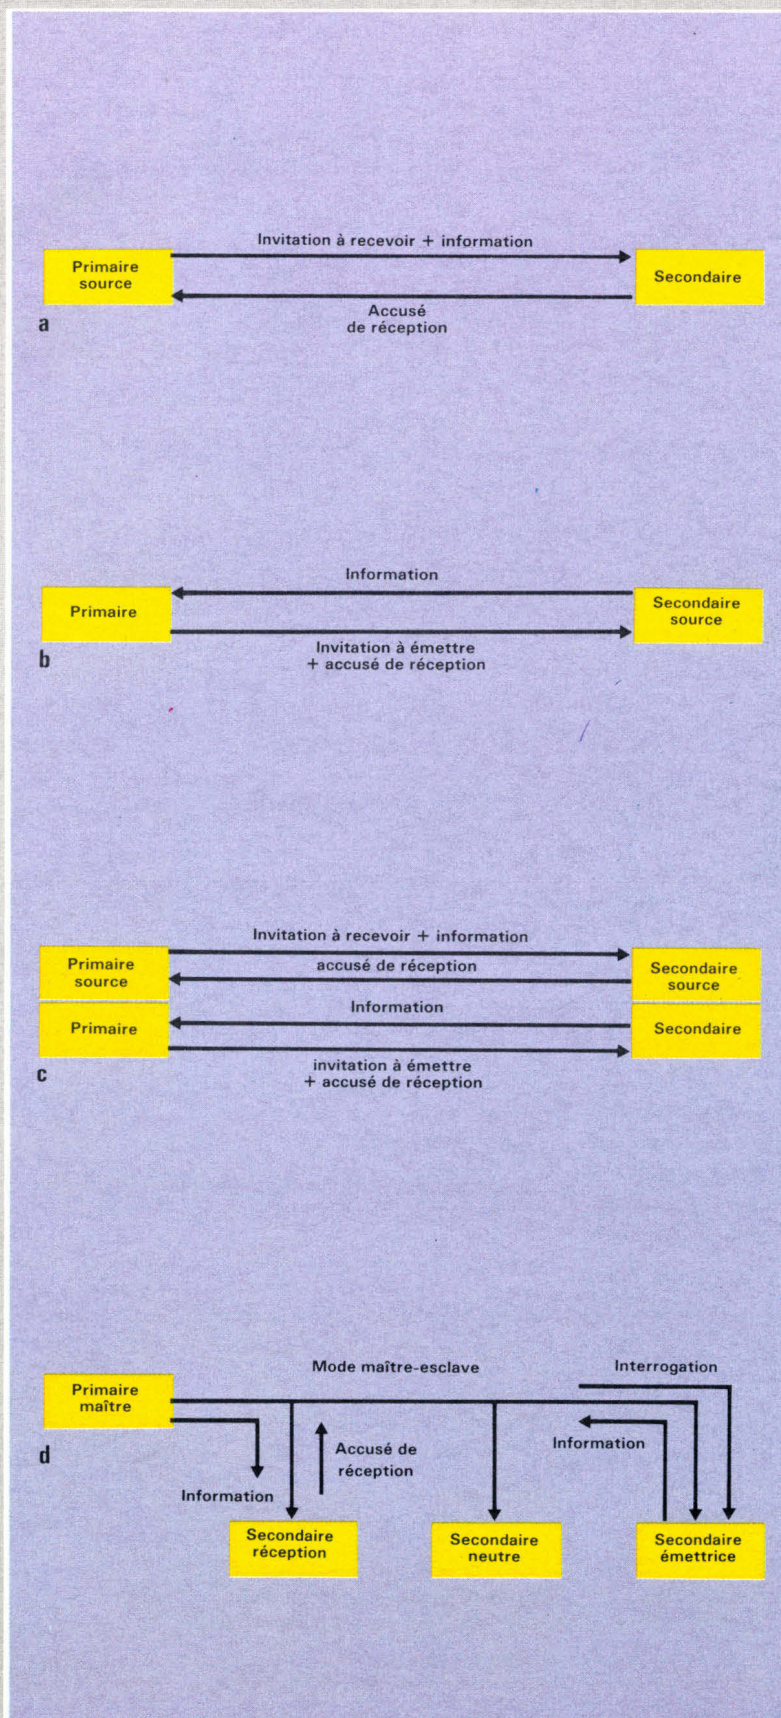 Invitation à recevoir + information
Primaire
source
Secondaire
Accusé
de réception
a
Information
Primaire
Secondaire
source
Invitation à émettre
+ accusé de réception
b
Invitation à recevoir + information
Primaire
source
accusé de réception
Secondaire
source
Information
Primaire
Secondaire
invitation à émettre
+ accusé de réception
c
Mode maître-esclave
Interrogation
Primaire
maître
d
Accusé de
réception
Information
Information
Secondaire
réception
Secondaire
neutre
Secondaire
émettrice